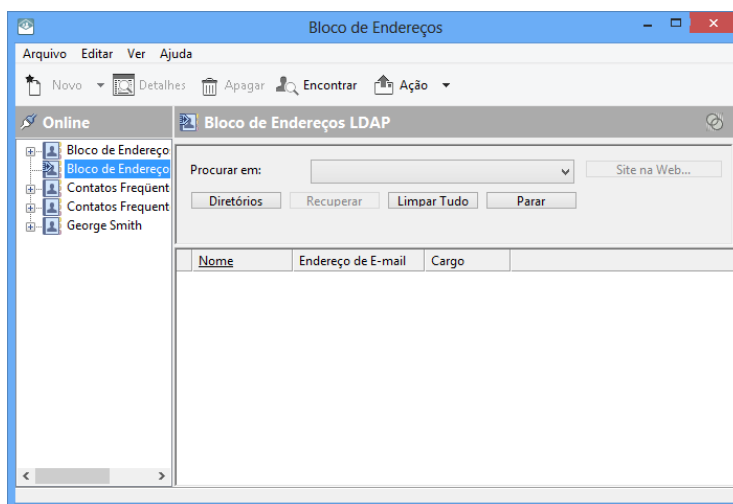 Bloco de Endereços
Arquivo Editar Ver Ajuda
Novo Detalhes Apagar Encontrar Ação
Online
Bloco de Endereços LDAP
Bloco de Endereço
Bloco de Endereço
Contatos Freqüent
Contatos Frequent
George Smith
Procurar em:
Site na Web...
Diretórios Recuperar Limpar Tudo Parar
Nome Endereço de E-mail Cargo